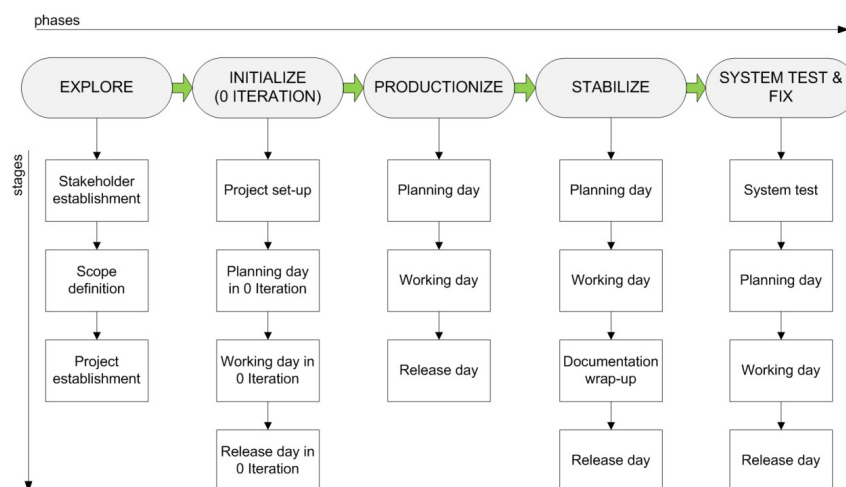 phases
EXPLORE
INITIALIZE
(0 ITERATION)
PRODUCTIONIZE
STABILIZE
SYSTEM TEST &
FIX
stages
Stakeholder
establishment
Project set-up
Planning day
Planning day
System test
Scope
definition
Planning day
in 0 Iteration
Working day
Working day
Planning day
Project
establishment
Working day in
0 Iteration
Release day
Documentation
wrap-up
Working day
Release day in
0 Iteration
Release day
Release day